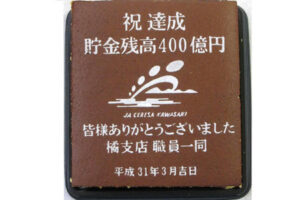 祝 達成
貯金残高400億円
JA CERESA KAWASAKI
皆様ありがとうございました
橘支店 職員一同
平成31年3月吉日